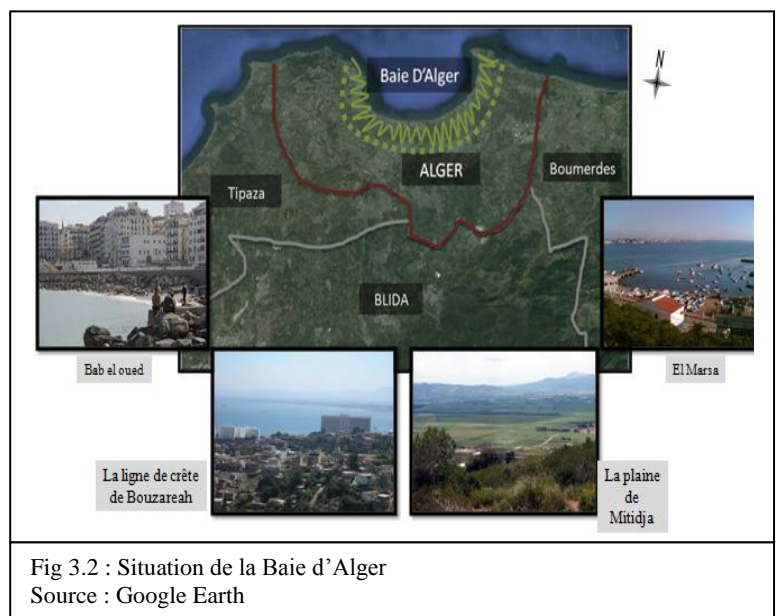 N
Baie D'Alger
ALGER
Boumerdes
Tipaza
BLIDA
Bab el oued
El Marsa
La ligne de crête
de Bouzareah
La plaine
de
Mitidja
Fig 3.2 : Situation de la Baie d’Alger
Source : Google Earth